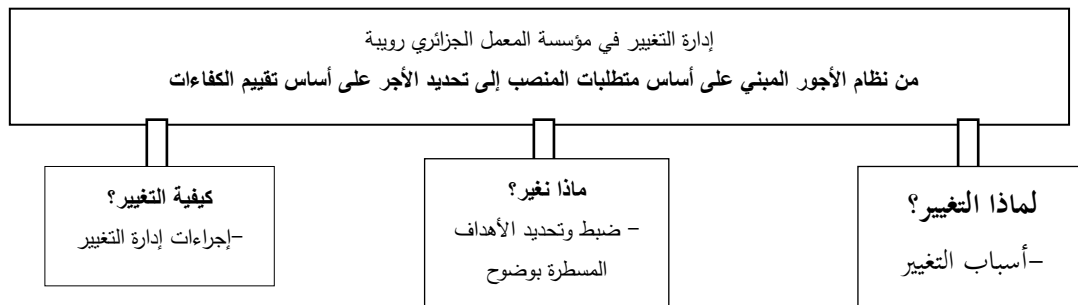 إدارة التغيير في مؤسسة المعمل الجزائري رويبة
من نظام الأجور المبني على أساس متطلبات المنصب إلى تحديد الأجر على أساس تقييم الكفاءات
لماذا التغيير؟
–أسباب التغيير
ماذا نغير؟
– ضبط وتحديد الأهداف
المسطرة بوضوح
كيفية التغيير؟
–إجراءات إدارة التغيير